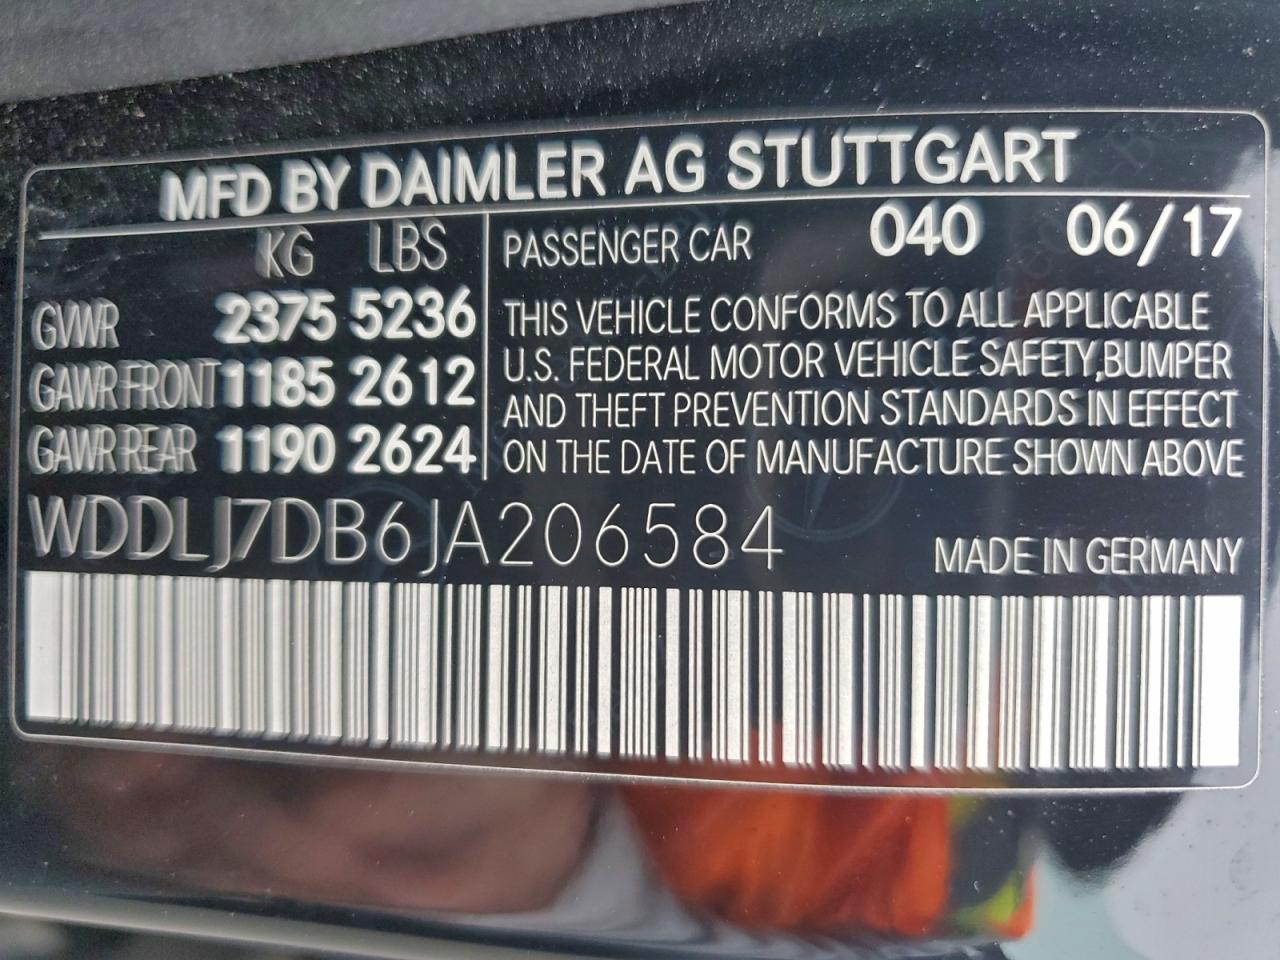 MFD BY DAIMLER AG STUTTGART
KG LBS
GVWR 2375 5236
GAWR FRONT 1185 2612
GAWR REAR 1190 2624
PASSENGER CAR 040 06/17
THIS VEHICLE CONFORMS TO ALL APPLICABLE
U.S. FEDERAL MOTOR VEHICLE SAFETY,BUMPER
AND THEFT PREVENTION STANDARDS IN EFFECT
ON THE DATE OF MANUFACTURE SHOWN ABOVE
WDDLJ7DB6JA206584
MADE IN GERMANY